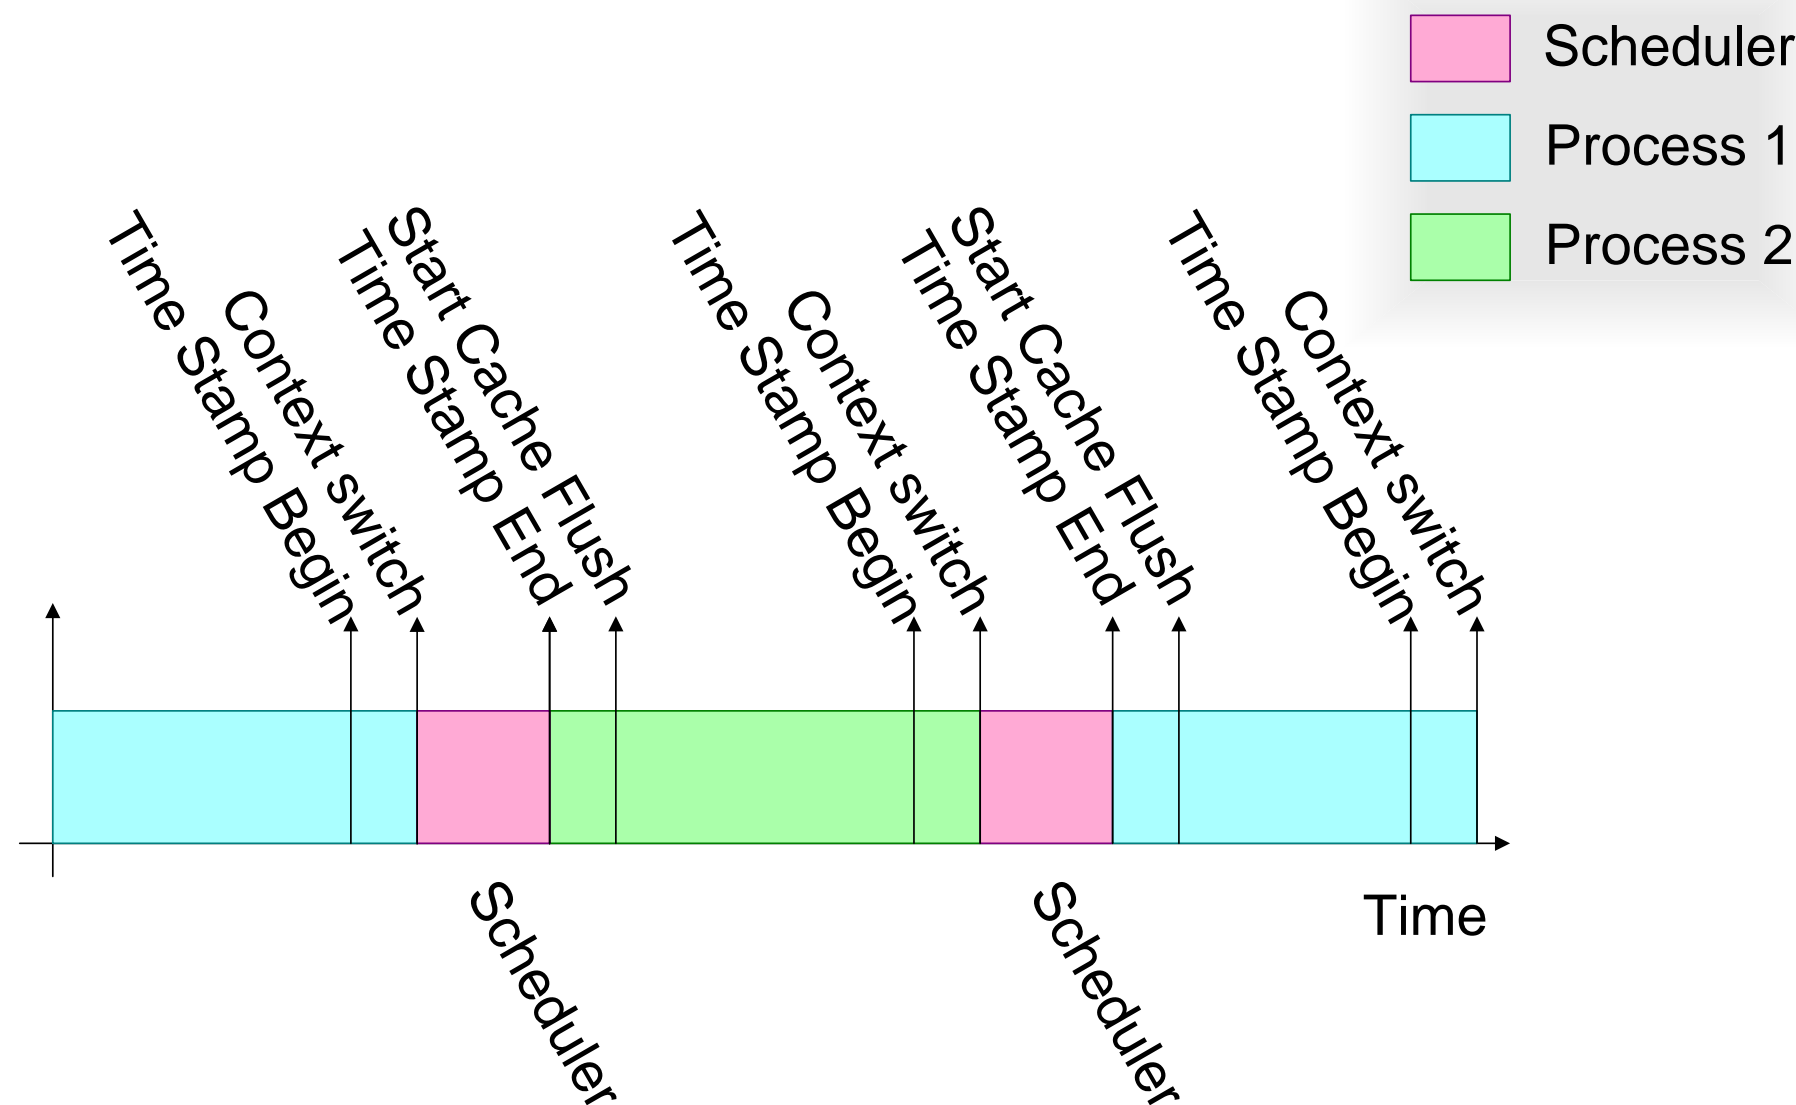 Scheduler
Process 1
Process 2
Time Stamp Begin
Context switch
Time Stamp End
Start Cache Flush
Time Stamp Begin
Context switch
Time Stamp End
Start Cache Flush
Time Stamp Begin
Context switch
Scheduler
Scheduler
Time